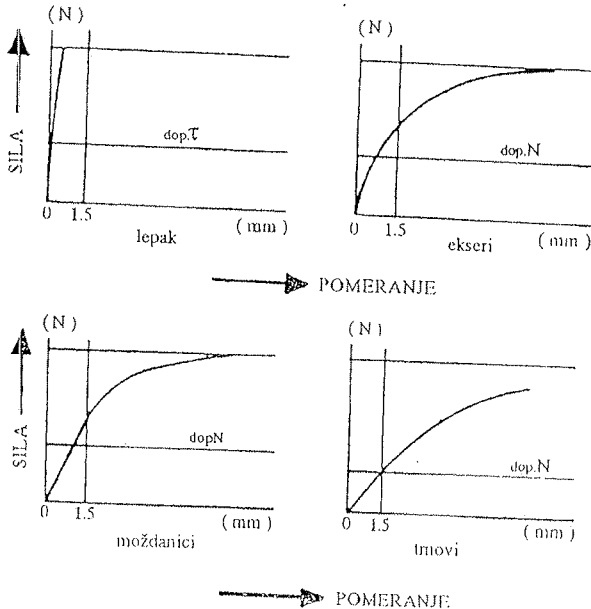 (N)
(N)
SILA
dop.τ
dop.N
0 1.5 (mm)
lepak
0 1.5
ekseri (mm)
POMERANJE
(N)
(N)
SILA
dopN
dop.N
0 1.5 (mm)
moždanici
0 1.5 (mm)
trnovi
POMERANJE